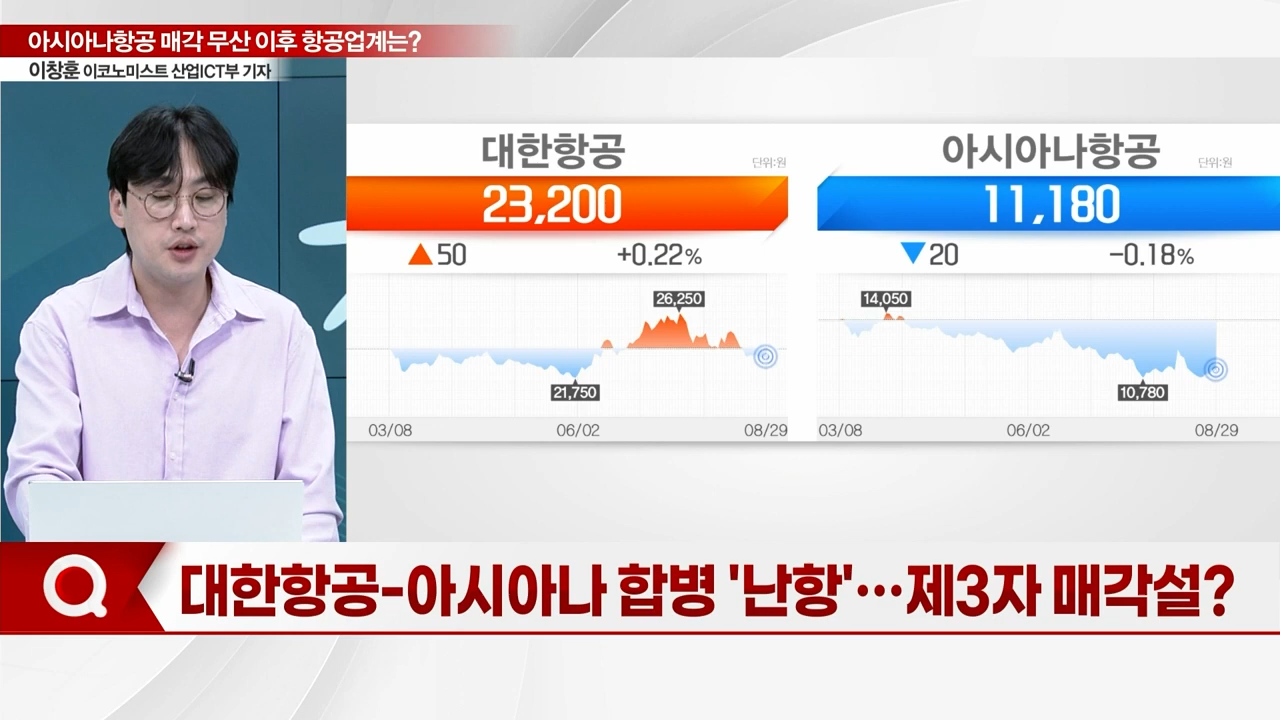 아시아나항공 매각 무산 이후 항공업계는?
이창훈 이코노미스트 산업ICT부 기자
대한항공
단위:원
23,200
▲50 +0.22%
26,250
21,750
03/08 06/02 08/29
아시아나항공
단위:원
11,180
▼20 -0.18%
14,050
10,780
03/08 06/02 08/29
Q
대한항공-아시아나 합병 '난항'…제3자 매각설?